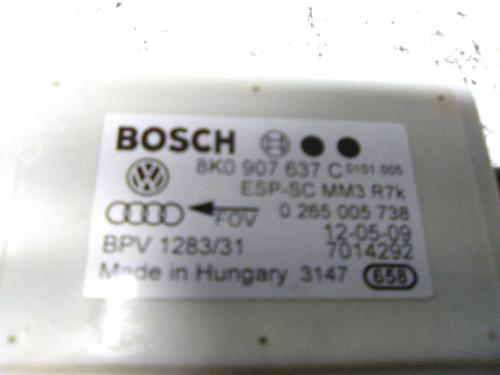 BOSCH
8K0 907 637 C 0101 005
ESP-SC MM3 R7k
FOV 0 265 005 738
12-05-09
BPV 1283/31 7014292
Made in Hungary 3147 658